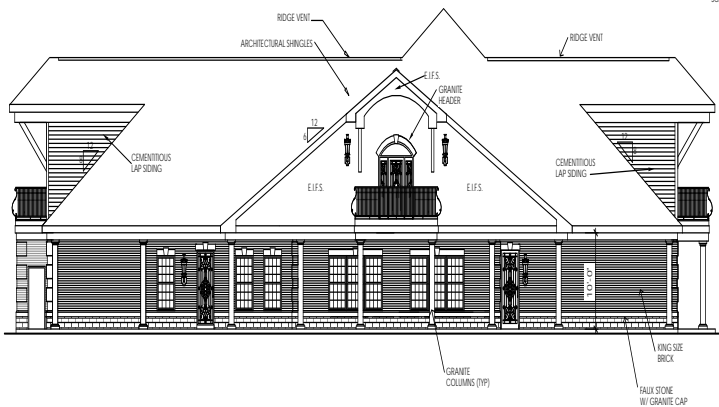 RIDGE VENT
RIDGE VENT
ARCHITECTURAL SHINGLES
E.I.F.S.
GRANITE
HEADER
12
6
12
12
CEMENTITIOUS
LAP SIDING
CEMENTITIOUS
LAP SIDING
E.I.F.S.
E.I.F.S.
10'-0"
KING SIZE
BRICK
GRANITE
COLUMNS (TYP)
FAUX STONE
W/ GRANITE CAP